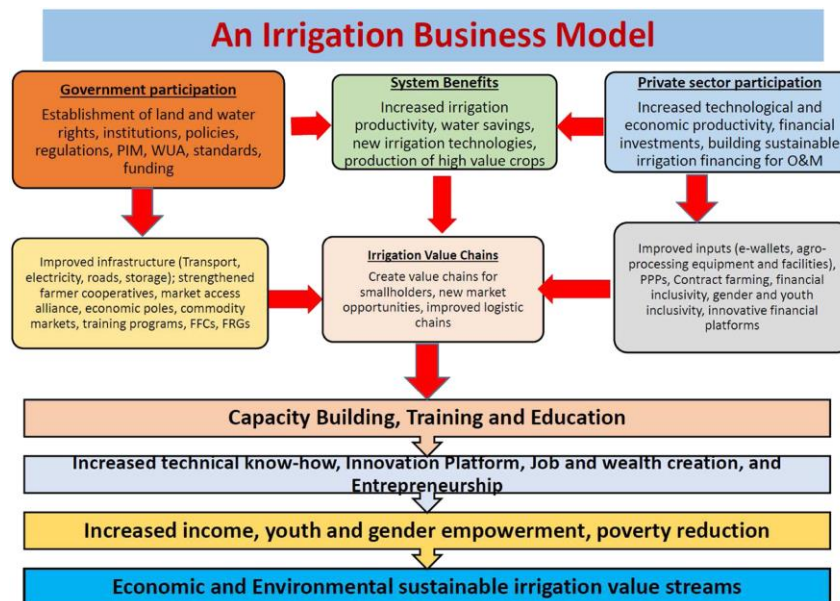 An Irrigation Business Model
Government participation
Establishment of land and water
rights, institutions, policies,
regulations, PIM, WUA, standards,
funding
System Benefits
Increased irrigation
productivity, water savings,
new irrigation technologies,
production of high value crops
Private sector participation
Increased technological and
economic productivity, financial
investments, building sustainable
irrigation financing for O&M
Improved infrastructure (Transport,
electricity, roads, storage); strengthened
farmer cooperatives, market access
alliance, economic poles, commodity
markets, training programs, FFCs, FRGs
Irrigation Value Chains
Create value chains for
smallholders, new market
opportunities, improved logistic
chains
Improved inputs (e-wallets, agro-
processing equipment and facilities),
PPPs, Contract farming, financial
inclusivity, gender and youth
inclusivity, innovative financial
platforms
Capacity Building, Training and Education
Increased technical know-how, Innovation Platform, Job and wealth creation, and
Entrepreneurship
Increased income, youth and gender empowerment, poverty reduction
Economic and Environmental sustainable irrigation value streams